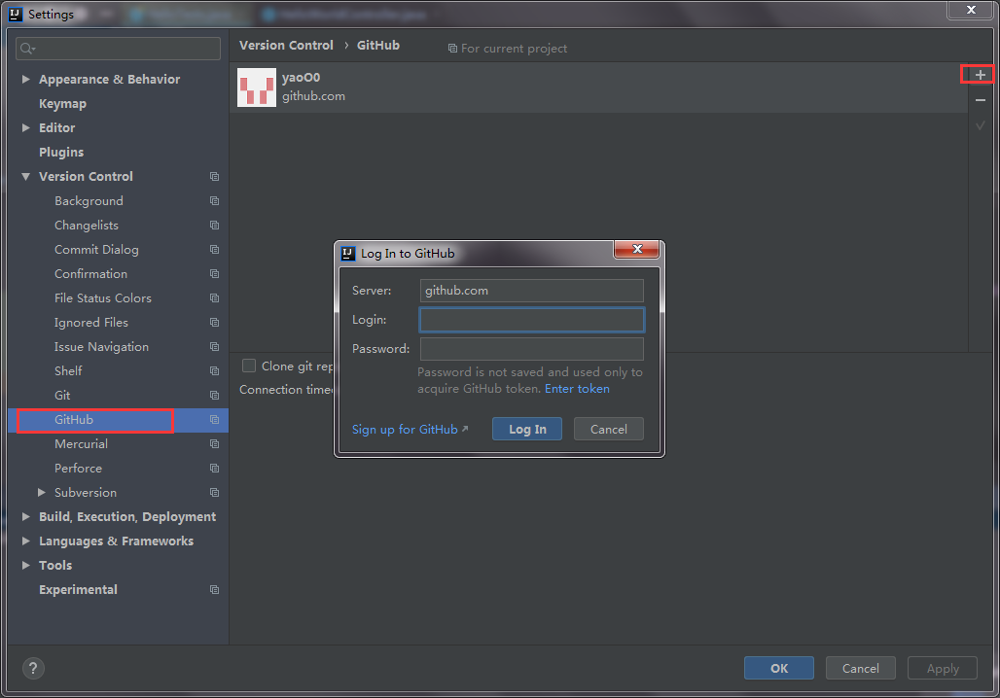 Settings
Version Control › GitHub
For current project
Appearance & Behavior
Keymap
Editor
Plugins
Version Control
Background
Changelists
Commit Dialog
Confirmation
File Status Colors
Ignored Files
Issue Navigation
Shelf
Git
GitHub
Mercurial
Perforce
Subversion
Build, Execution, Deployment
Languages & Frameworks
Tools
Experimental
yaoO0
github.com
Clone git rep
Connection time
Log In to GitHub
Server: github.com
Login:
Password:
Password is not saved and used only to
acquire GitHub token. Enter token
Sign up for GitHub
Log In
Cancel
?
OK
Cancel
Apply